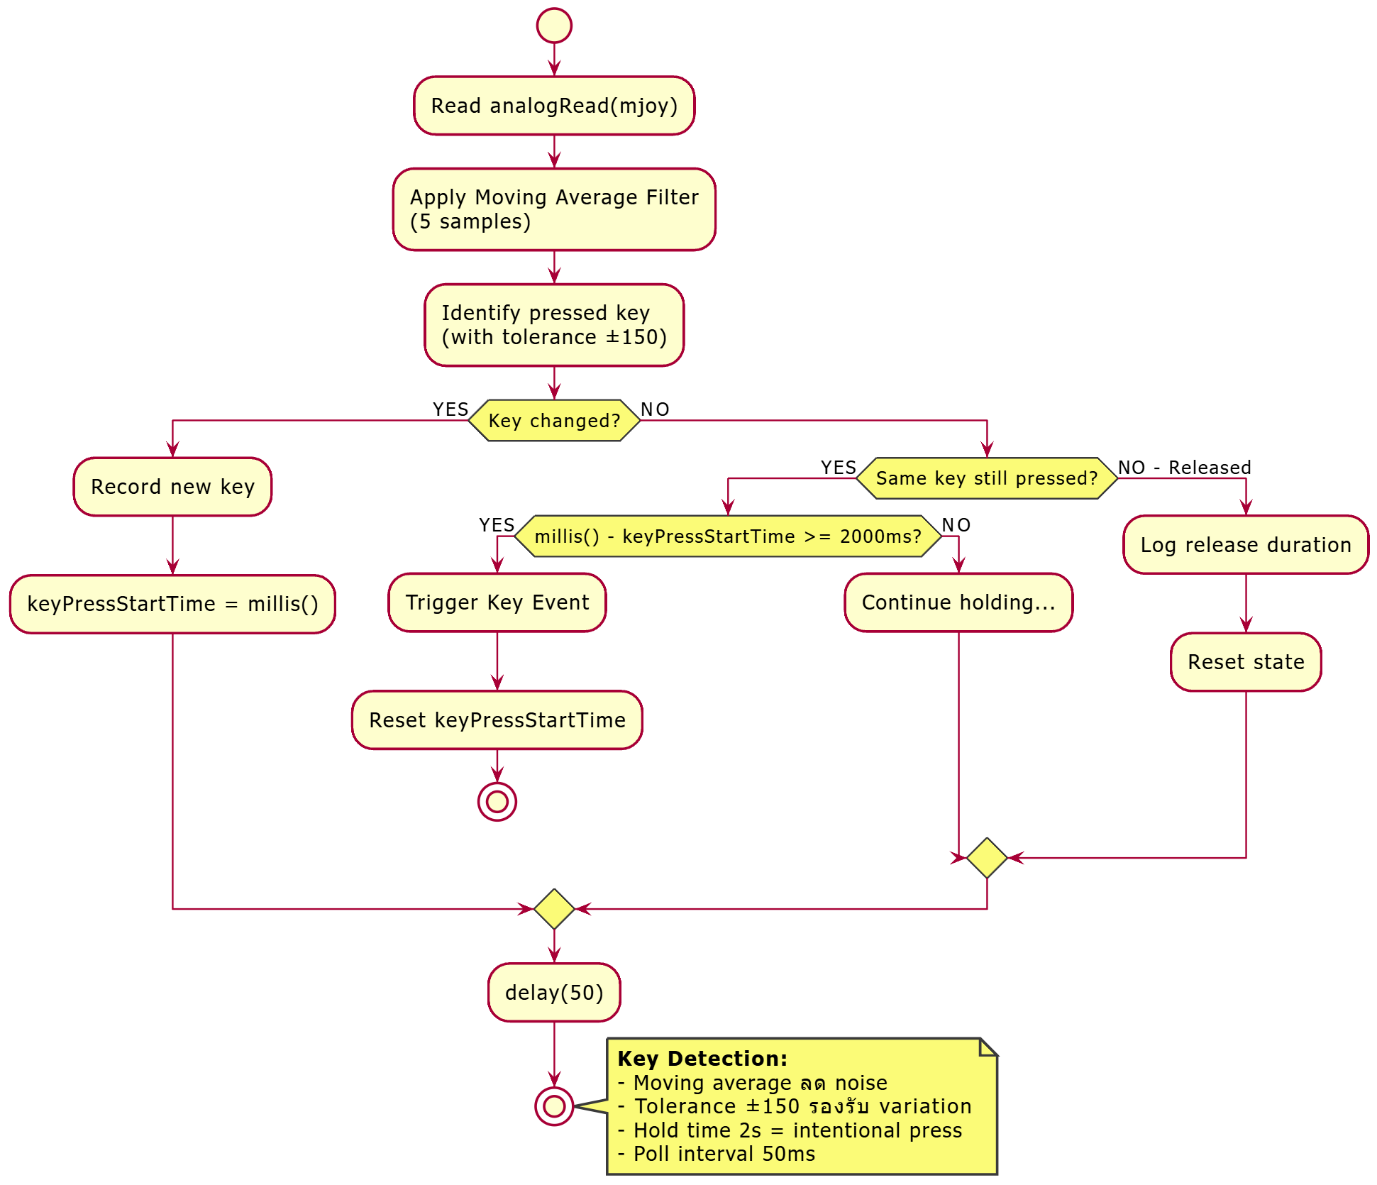 Read analogRead(mjoy)
Apply Moving Average Filter
(5 samples)
Identify pressed key
(with tolerance ±150)
YES
Key changed?
NO
Record new key
keyPressStartTime = millis()
YES
Same key still pressed?
NO - Released
YES
millis() - keyPressStartTime >= 2000ms?
NO
Trigger Key Event
Reset keyPressStartTime
Continue holding...
Log release duration
Reset state
delay(50)
Key Detection:
- Moving average ลด noise
- Tolerance ±150 รองรับ variation
- Hold time 2s = intentional press
- Poll interval 50ms